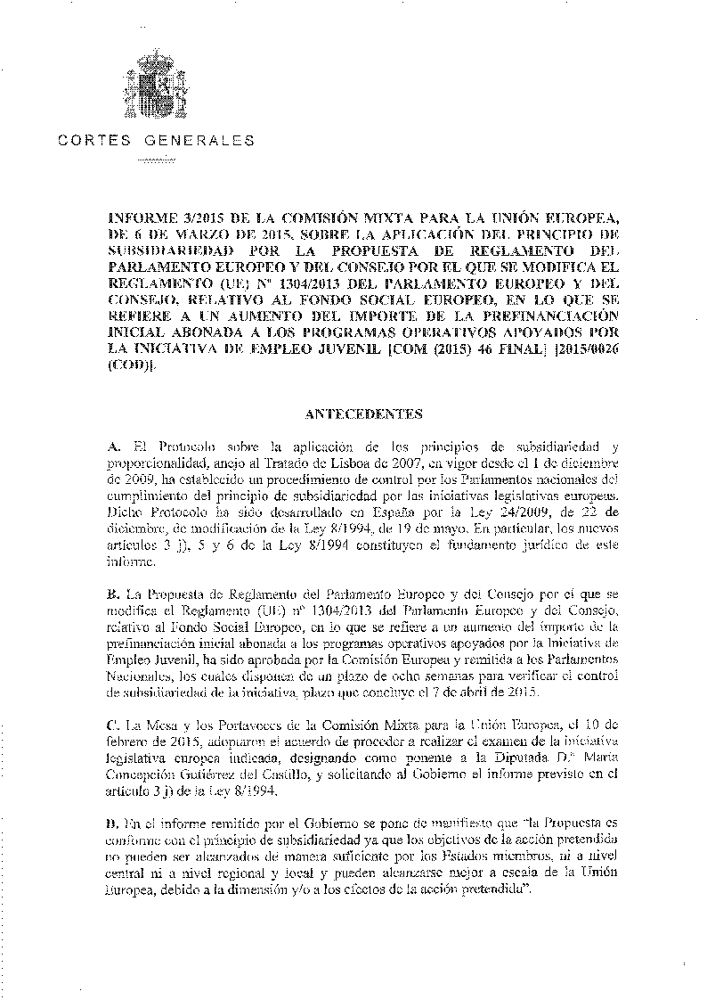 CORTES GENERALES
INFORME 3/2015 DE LA COMISIÓN MIXTA PARA LA UNIÓN EUROPEA,
DE 6 DE MARZO DE 2015, SOBRE LA APLICACIÓN DEL PRINCIPIO DE
SUBSIDIARIEDAD POR LA PROPUESTA DE REGLAMENTO DEL
PARLAMENTO EUROPEO Y DEL CONSEJO POR EL QUE SE MODIFICA EL
REGLAMENTO (UE) Nº 1304/2013 DEL PARLAMENTO EUROPEO Y DEL
CONSEJO, RELATIVO AL FONDO SOCIAL EUROPEO, EN LO QUE SE
REFIERE A UN AUMENTO DEL IMPORTE DE LA PREFINANCIACIÓN
INICIAL ABONADA A LOS PROGRAMAS OPERATIVOS APOYADOS POR
LA INICIATIVA DE EMPLEO JUVENIL [COM (2015) 46 FINAL] [2015/0026
(COD)].
ANTECEDENTES
A. El Protocolo sobre la aplicación de los principios de subsidiariedad y
proporcionalidad, anejo al Tratado de Lisboa de 2007, en vigor desde el 1 de diciembre
de 2009, ha establecido un procedimiento de control por los Parlamentos nacionales del
cumplimiento del principio de subsidiariedad por las iniciativas legislativas europeas.
Dicho Protocolo ha sido desarrollado en España por la Ley 24/2009, de 22 de
diciembre, de modificación de la Ley 8/1994, de 19 de mayo. En particular, los nuevos
artículos 3 j), 5 y 6 de la Ley 8/1994 constituyen el fundamento jurídico de este
informe.
B. La Propuesta de Reglamento del Parlamento Europeo y del Consejo por el que se
modifica el Reglamento (UE) nº 1304/2013 del Parlamento Europeo y del Consejo,
relativo al Fondo Social Europeo, en lo que se refiere a un aumento del importe de la
prefinanciación inicial abonada a los programas operativos apoyados por la Iniciativa de
Empleo Juvenil, ha sido aprobada por la Comisión Europea y remitida a los Parlamentos
Nacionales, los cuales disponen de un plazo de ocho semanas para verificar el control
de subsidiariedad de la iniciativa, plazo que concluye el 7 de abril de 2015.
C. La Mesa y los Portavoces de la Comisión Mixta para la Unión Europea, el 10 de
febrero de 2015, adoptaron el acuerdo de proceder a realizar el examen de la iniciativa
legislativa europea indicada, designando como ponente a la Diputada D.ª María
Concepción Gutiérrez del Castillo, y solicitando al Gobierno el informe previsto en el
artículo 3 j) de la Ley 8/1994.
D. En el informe remitido por el Gobierno se pone de manifiesto que “la Propuesta es
conforme con el principio de subsidiariedad ya que los objetivos de la acción pretendida
no pueden ser alcanzados de manera suficiente por los Estados miembros, ni a nivel
central ni a nivel regional y local y pueden alcanzarse mejor a escala de la Unión
Europea, debido a la dimensión y/o a los efectos de la acción pretendida”.